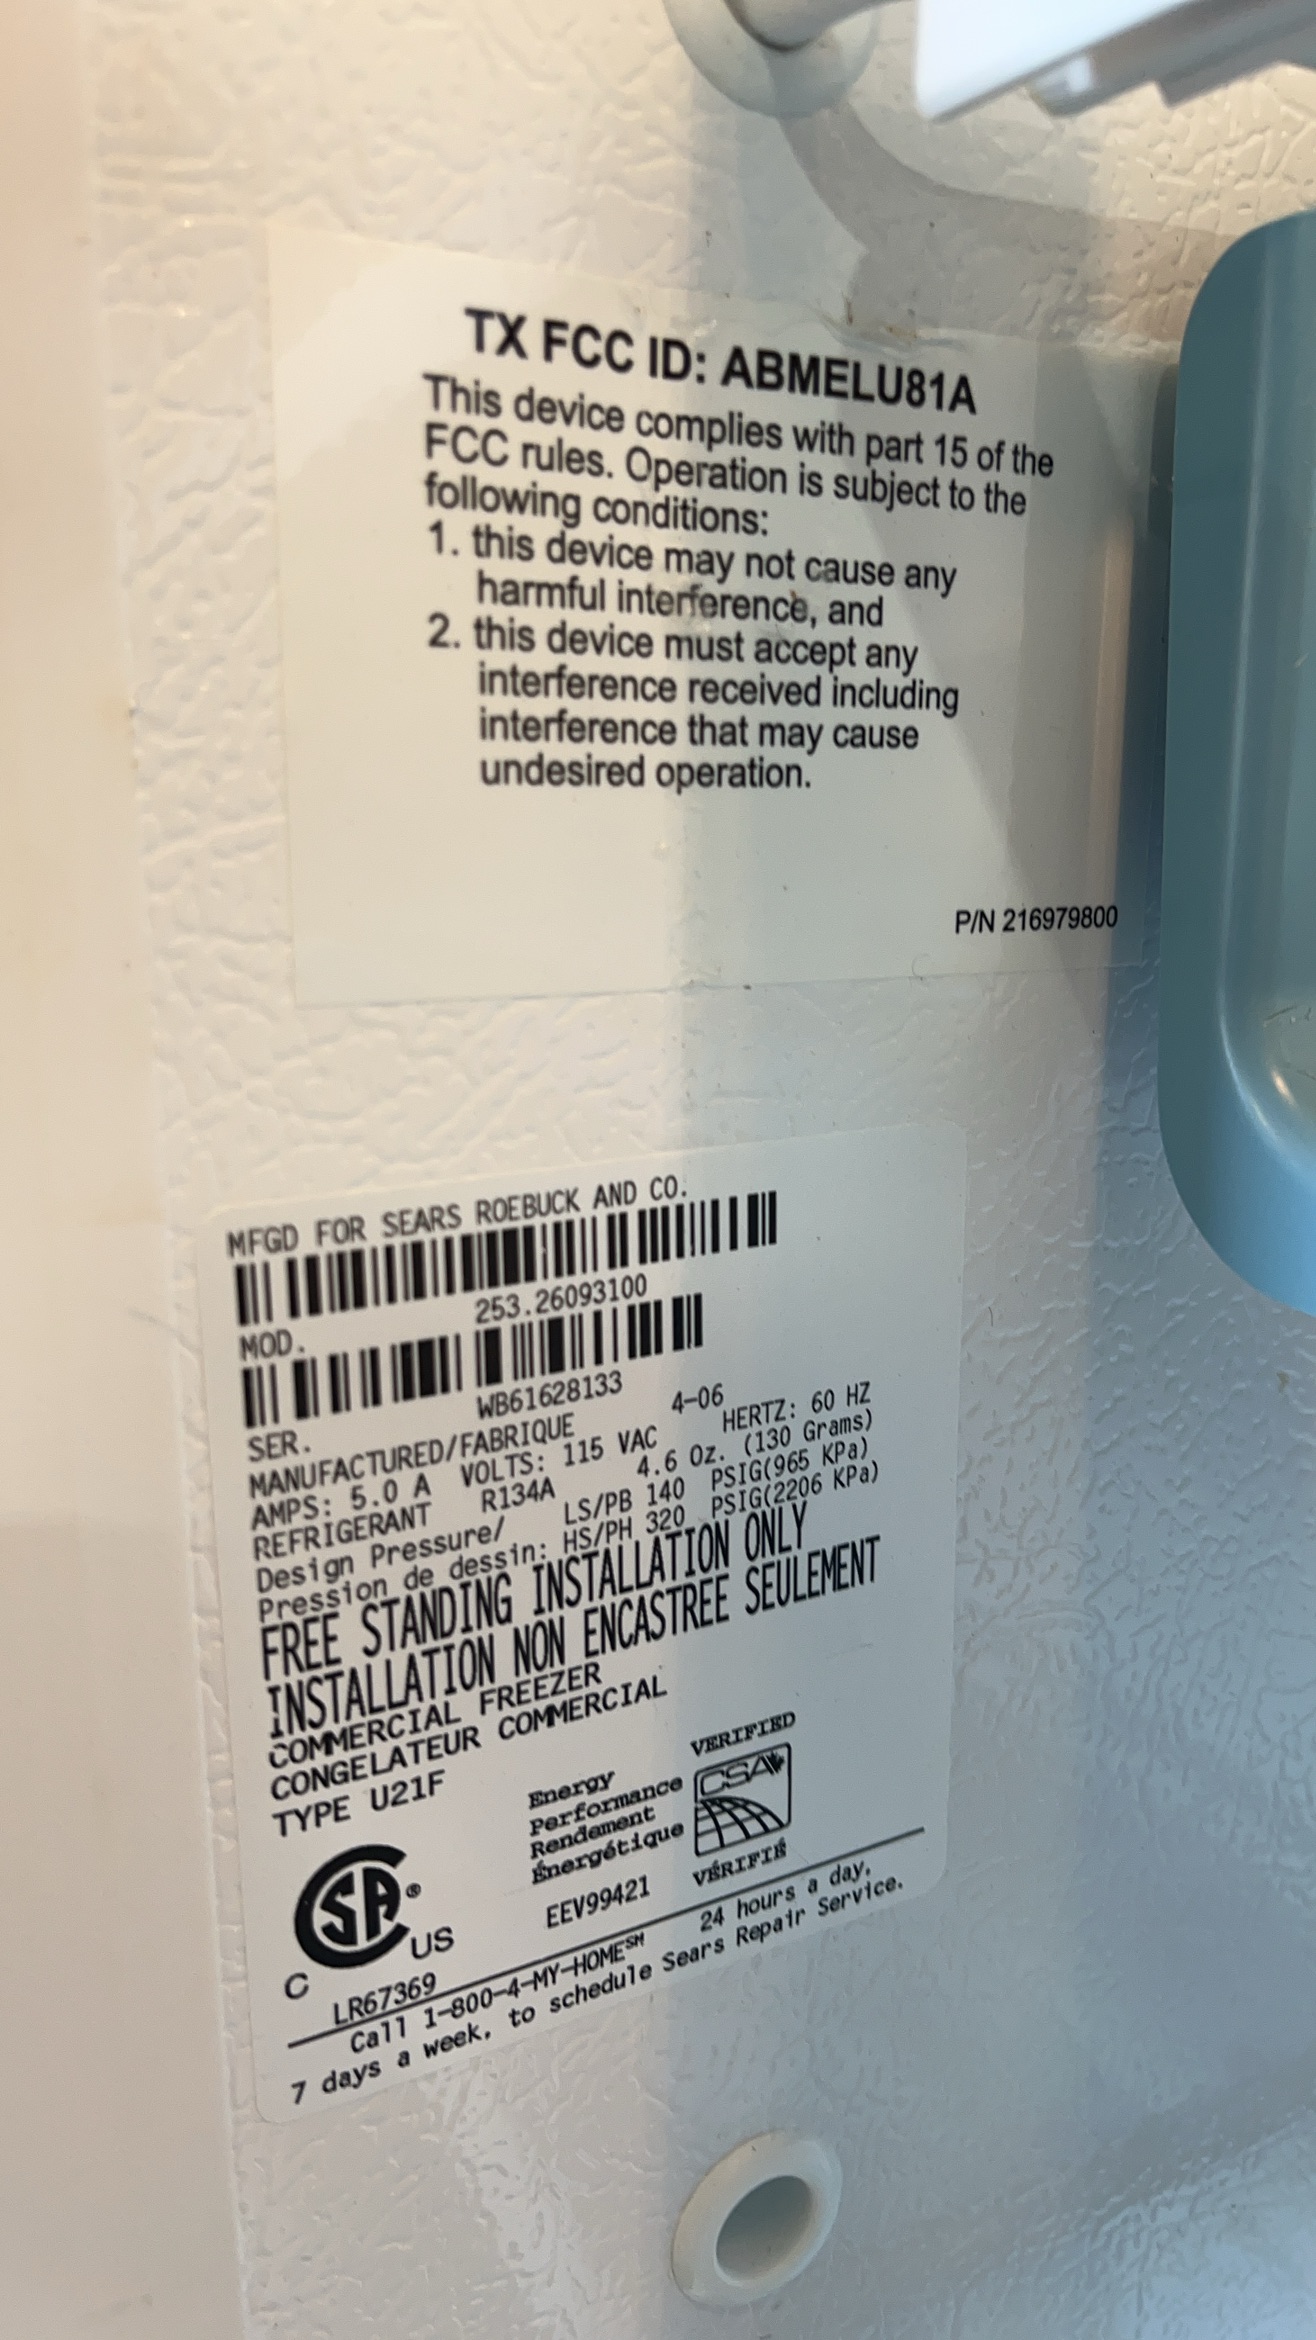 TX FCC ID: ABMELU81A
This device complies with part 15 of the
FCC rules. Operation is subject to the
following conditions:
1. this device may not cause any
harmful interference, and
2. this device must accept any
interference received including
interference that may cause
undesired operation.
P/N 216979800
MFGD FOR SEARS ROEBUCK AND CO.
MOD. 253.26093100
SER. WB61628133
MANUFACTURED/FABRIQUE 4-06
AMPS: 5.0 A VOLTS: 115 VAC HERTZ: 60 HZ
REFRIGERANT R134A 4.6 Oz. (130 Grams)
Design Pressure/ LS/PB 140 PSIG(965 KPa)
Pression de dessin: HS/PH 320 PSIG(2206 KPa)
FREE STANDING INSTALLATION ONLY
INSTALLATION NON ENCASTREE SEULEMENT
COMMERCIAL FREEZER
CONGELATEUR COMMERCIAL
TYPE U21F
VERIFIED
CSA
Energy
Performance
Rendement
Énergétique
VÉRIFIÉ
EEV99421
SA®
C US
LR67369
Call 1-800-4-MY-HOME℠ 24 hours a day,
7 days a week, to schedule Sears Repair Service.